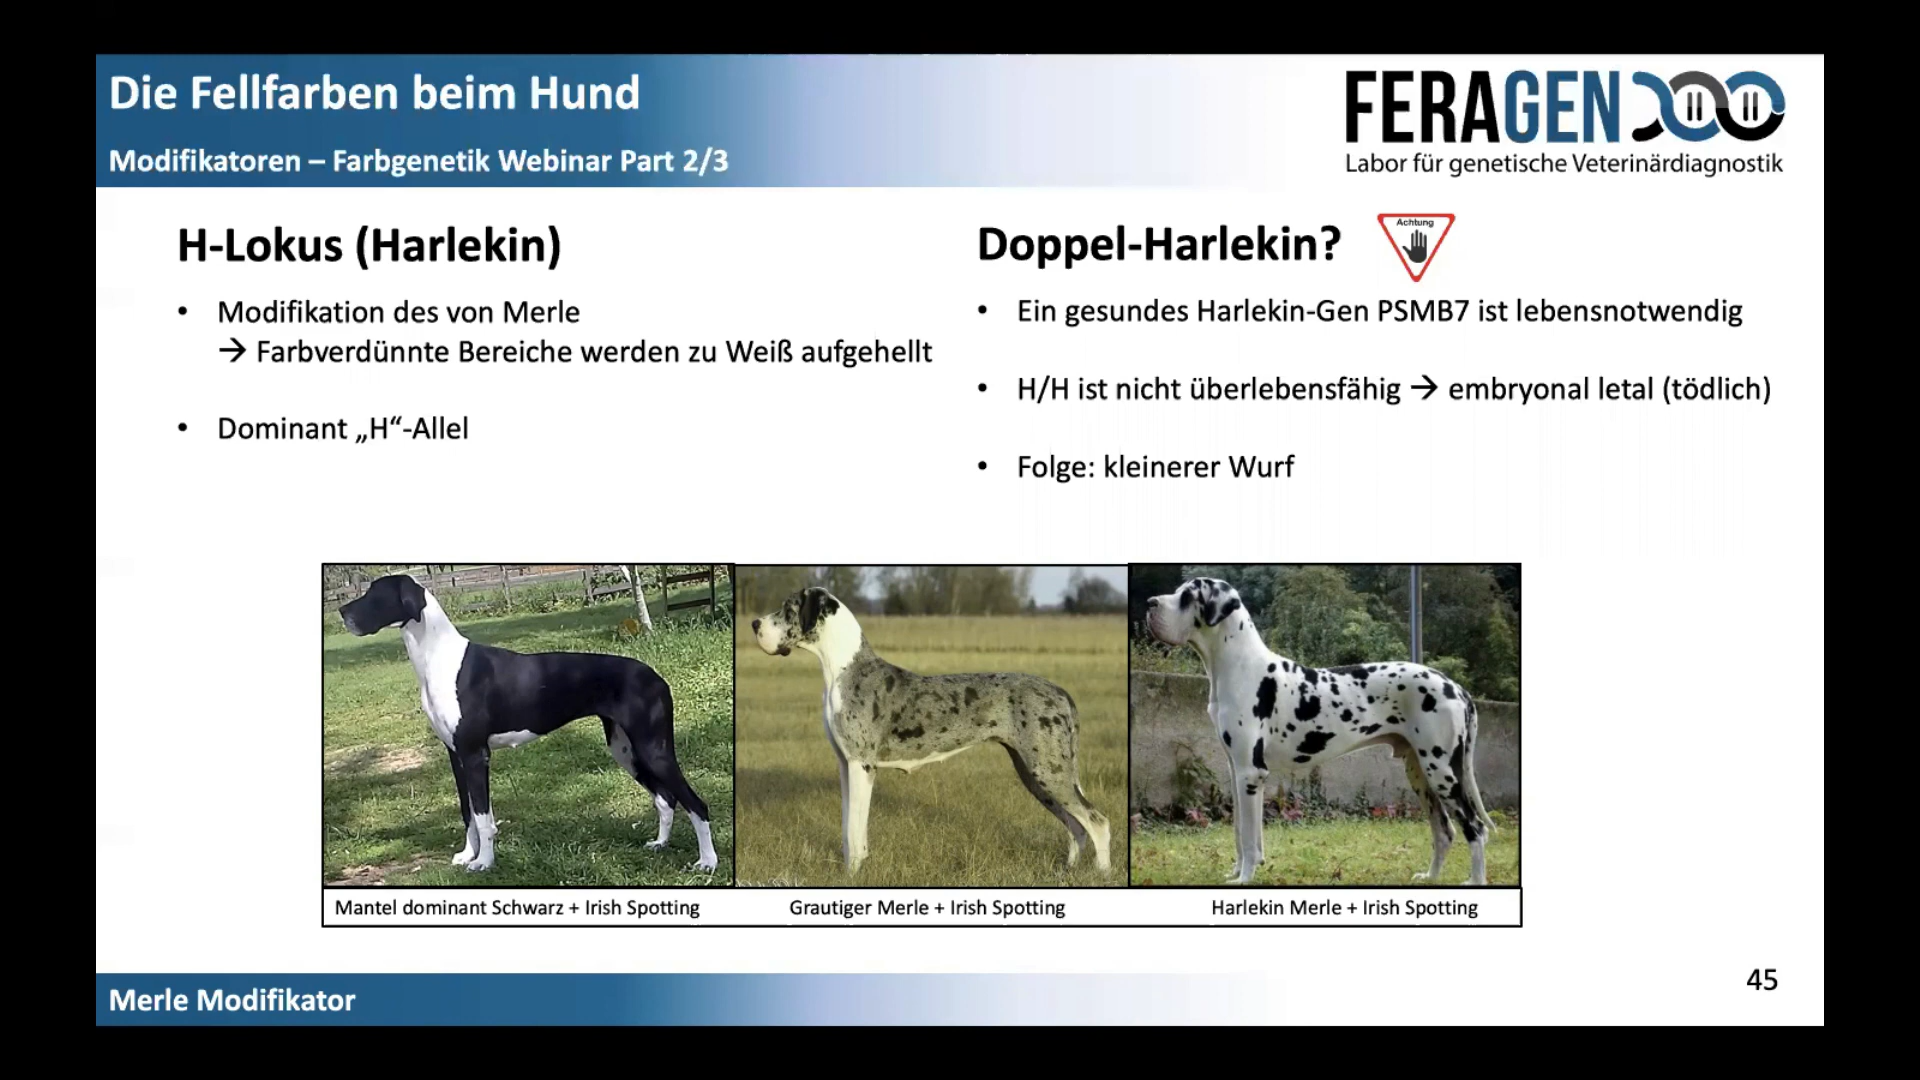 Die Fellfarben beim Hund
Modifikatoren – Farbgenetik Webinar Part 2/3
FERAGEN
Labor für genetische Veterinärdiagnostik
H-Lokus (Harlekin)
• Modifikation des von Merle
→ Farbverdünnte Bereiche werden zu Weiß aufgehellt
• Dominant „H“-Allel
Doppel-Harlekin?
Achtung
• Ein gesundes Harlekin-Gen PSMB7 ist lebensnotwendig
• H/H ist nicht überlebensfähig → embryonal letal (tödlich)
• Folge: kleinerer Wurf
Mantel dominant Schwarz + Irish Spotting
Grautiger Merle + Irish Spotting
Harlekin Merle + Irish Spotting
45
Merle Modifikator